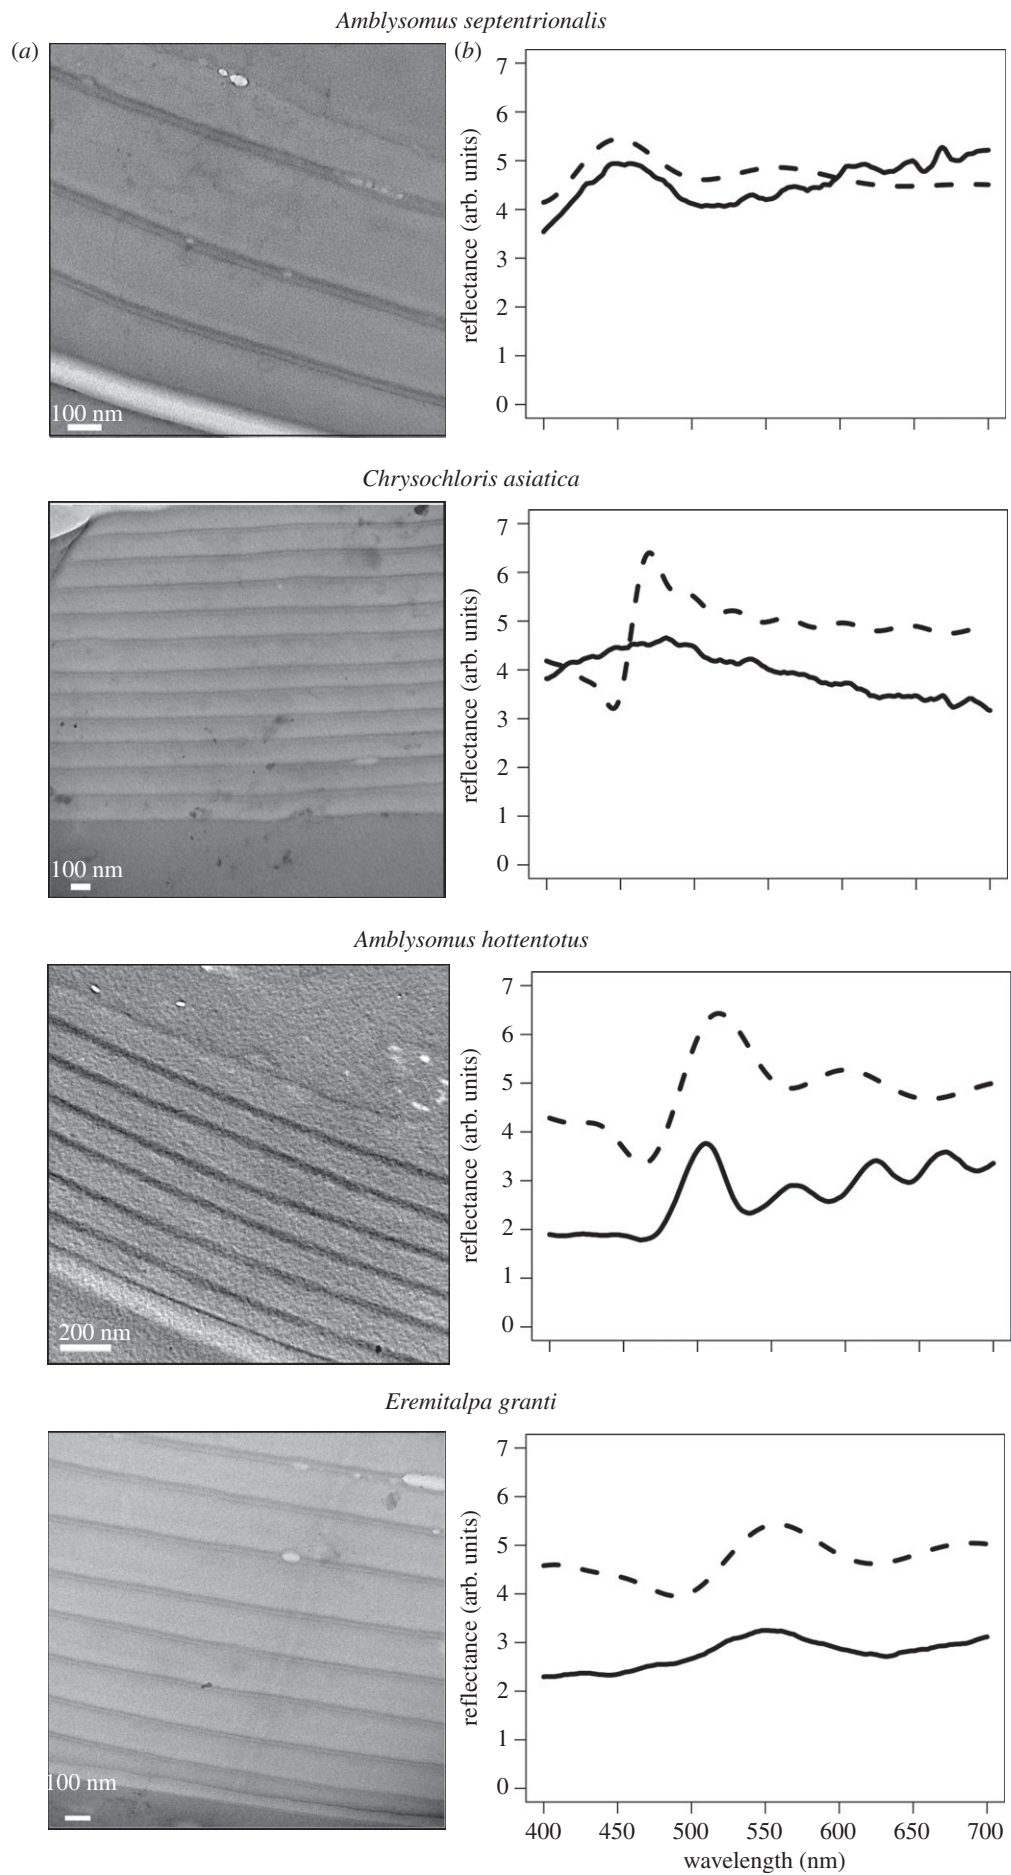 Amblysomus septentrionalis
(a)
(b)
100 nm
7
6
5
4
3
2
1
0
reflectance (arb. units)
Chrysochloris asiatica
100 nm
7
6
5
4
3
2
1
0
reflectance (arb. units)
Amblysomus hottentotus
200 nm
7
6
5
4
3
2
1
0
reflectance (arb. units)
Eremitalpa granti
100 nm
7
6
5
4
3
2
1
0
reflectance (arb. units)
400 450 500 550 600 650 700
wavelength (nm)